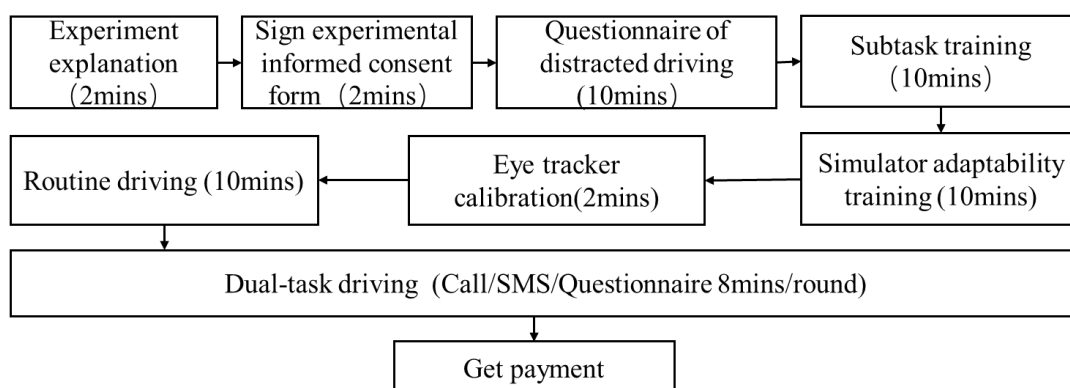 Experiment
explanation
（2mins）
Sign experimental
informed consent
form（2mins）
Questionnaire of
distracted driving
(10mins）
Subtask training
（10mins）
Simulator adaptability
training (10mins)
Eye tracker
calibration(2mins)
Routine driving (10mins)
Dual-task driving (Call/SMS/Questionnaire 8mins/round)
Get payment